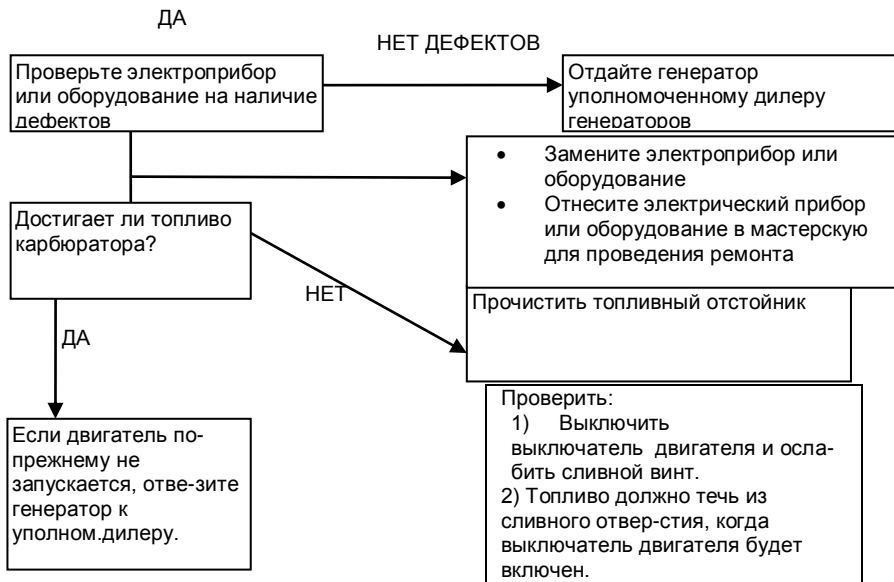 ДА
НЕТ ДЕФЕКТОВ
Проверьте электроприбор
или оборудование на наличие
дефектов
Отдайте генератор
уполномоченному дилеру
генераторов
• Замените электроприбор или
оборудование
• Отнесите электрический прибор
или оборудование в мастерскую
для проведения ремонта
Достигает ли топливо
карбюратора?
НЕТ
Прочистить топливный отстойник
ДА
Если двигатель по-
прежнему не
запускается, отве-зите
генератор к
уполном.дилеру.
Проверить:
1) Выключить
выключатель двигателя и осла-
бить сливной винт.
2) Топливо должно течь из
сливного отвер-стия, когда
выключатель двигателя будет
включен.